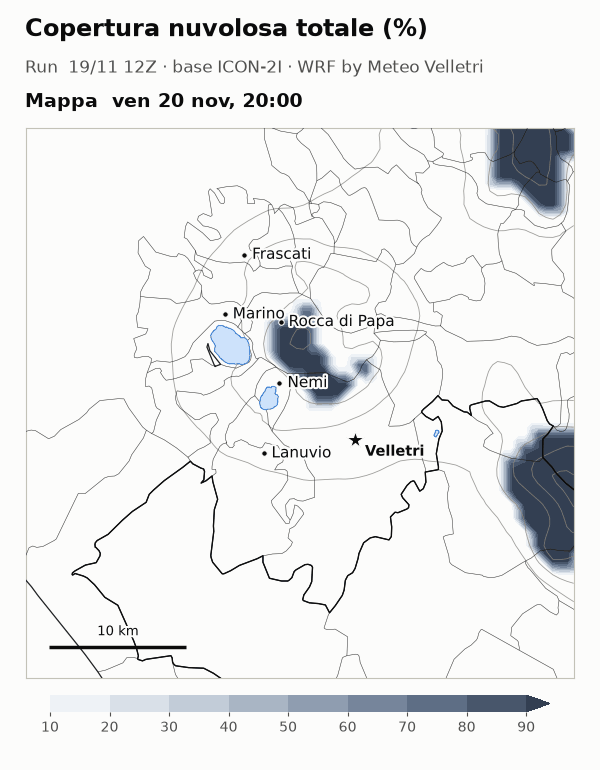 Copertura nuvolosa totale (%)
Run  19/11 12Z · base ICON-2I · WRF by Meteo Velletri
Mappa  ven 20 nov, 20:00
Frascati
Marino
Rocca di Papa
Nemi
Velletri
Lanuvio
10 km
10 20 30 40 50 60 70 80 90